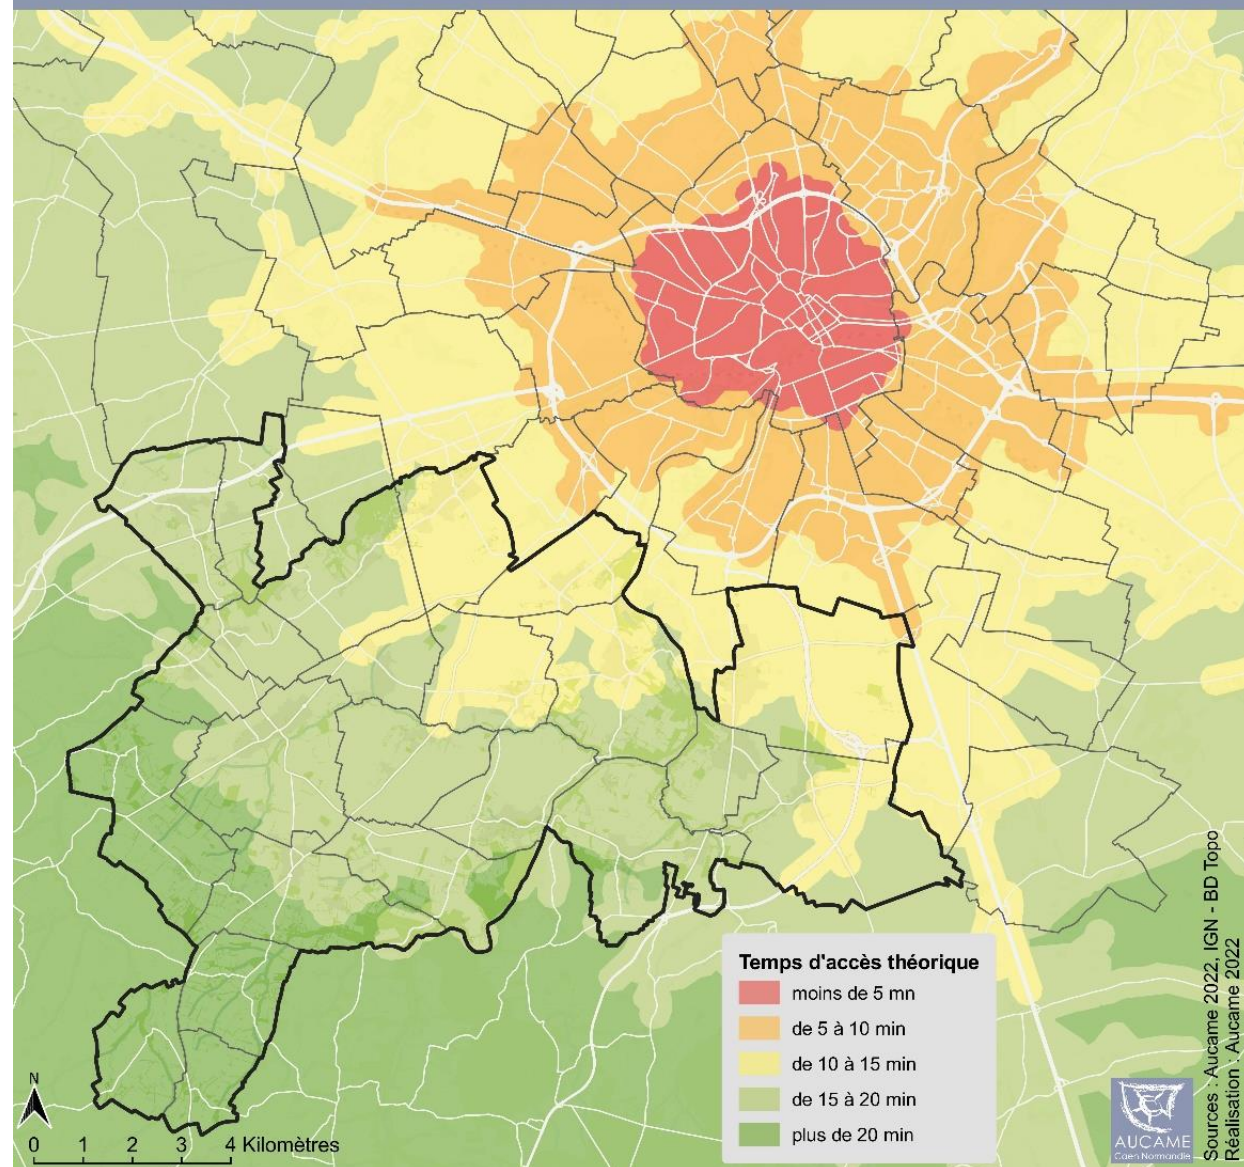 Temps d'accès théorique
moins de 5 mn
de 5 à 10 min
de 10 à 15 min
de 15 à 20 min
plus de 20 min
N
0 1 2 3 4 Kilomètres
AUCAME
Caen Normandie
Sources : Aucame 2022, IGN - BD Topo
Réalisation : Aucame 2022